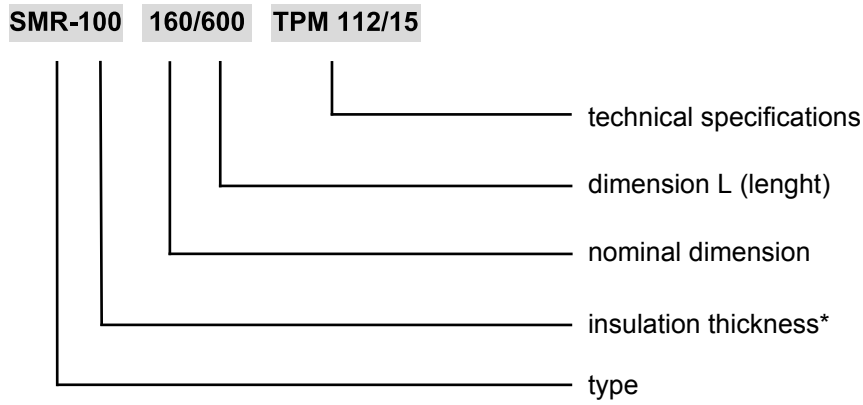 SMR-100 160/600 TPM 112/15
technical specifications
dimension L (lenght)
nominal dimension
insulation thickness*
type